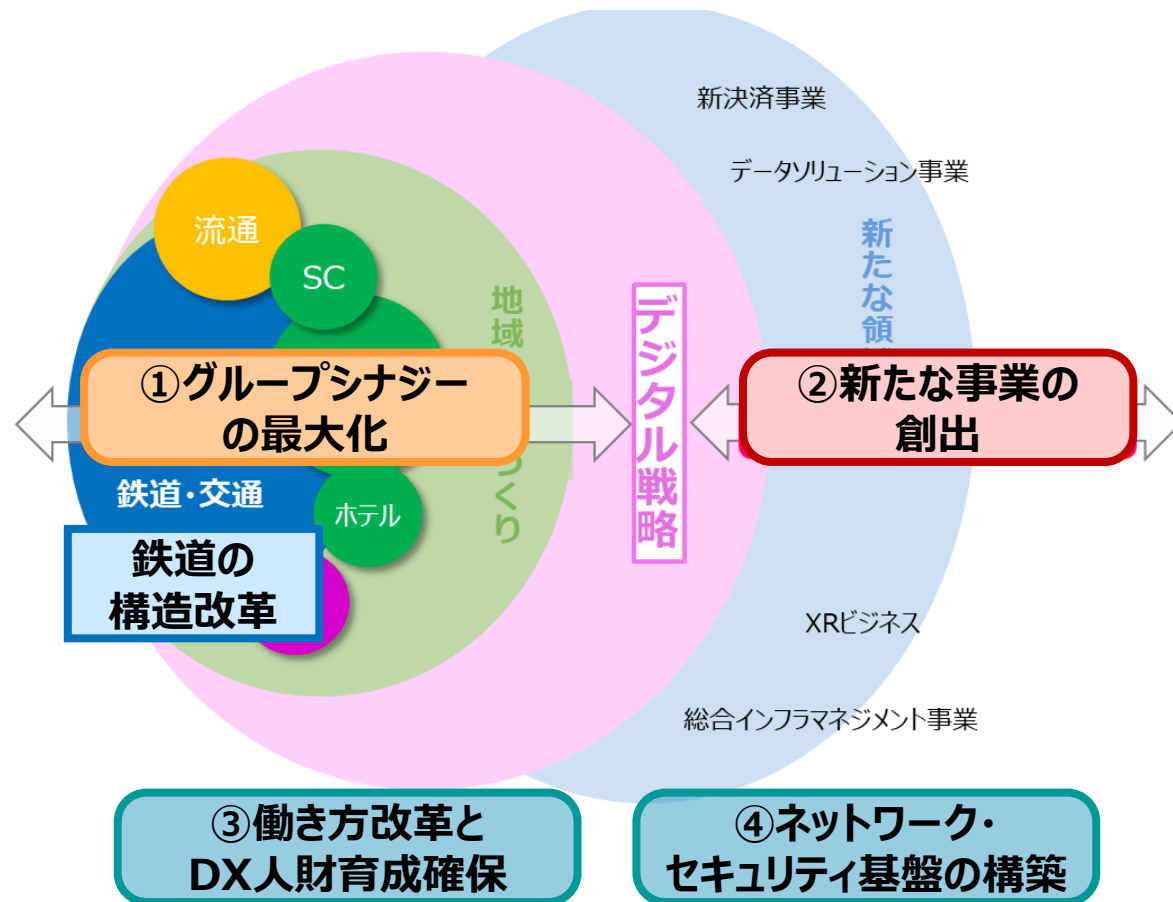 新決済事業
データソリューション事業
流通
SC
新たな領
地域
デジタル戦略
①グループシナジー
の最大化
②新たな事業の
創出
くり
鉄道・交通
ホテル
鉄道の
構造改革
XRビジネス
総合インフラマネジメント事業
③働き方改革と
DX人財育成確保
④ネットワーク・
セキュリティ基盤の構築